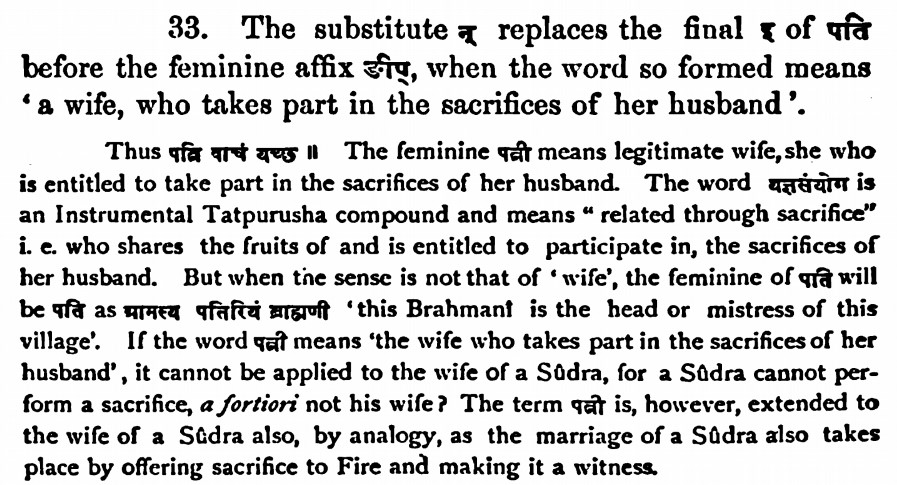 33. The substitute न् replaces the final इ of पति
before the feminine affix ङीप्, when the word so formed means
‘a wife, who takes part in the sacrifices of her husband’.
Thus पत्नि वाचं यच्छ ॥ The feminine पत्नी means legitimate wife, she who
is entitled to take part in the sacrifices of her husband. The word यज्ञसंयोग is
an Instrumental Tatpurusha compound and means “related through sacrifice”
i. e. who shares the fruits of and is entitled to participate in, the sacrifices of
her husband. But when the sense is not that of ‘wife’, the feminine of पति will
be पति as ग्रामस्य पतिरियं ब्राह्मणी ‘this Brahmanî is the head or mistress of this
village’. If the word पत्नी means ‘the wife who takes part in the sacrifices of her
husband’, it cannot be applied to the wife of a Sûdra, for a Sûdra cannot per-
form a sacrifice, a fortiori not his wife? The term पत्नी is, however, extended to
the wife of a Sûdra also, by analogy, as the marriage of a Sûdra also takes
place by offering sacrifice to Fire and making it a witness.